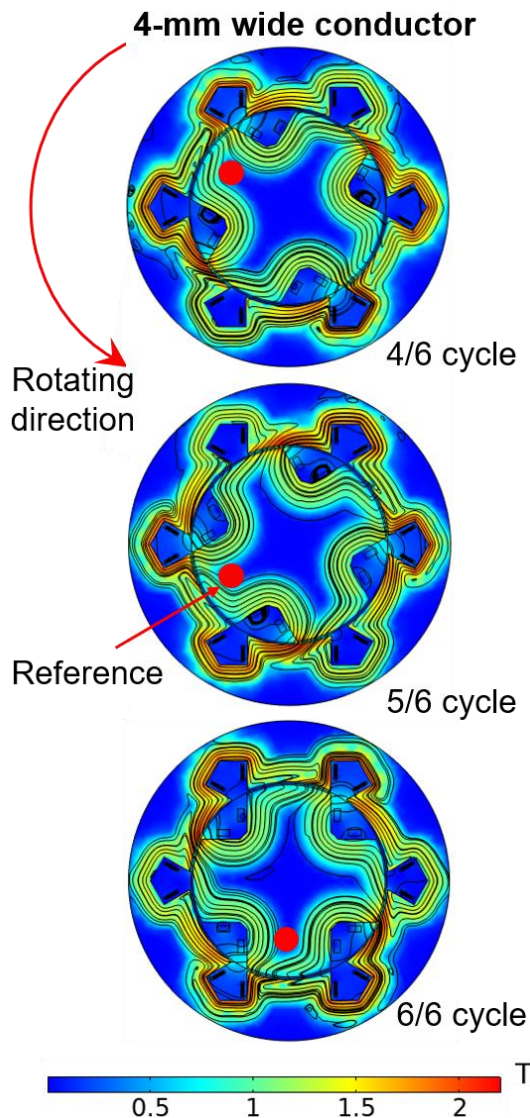 4-mm wide conductor
4/6 cycle
Rotating
direction
Reference
5/6 cycle
6/6 cycle
T
0.5 1 1.5 2